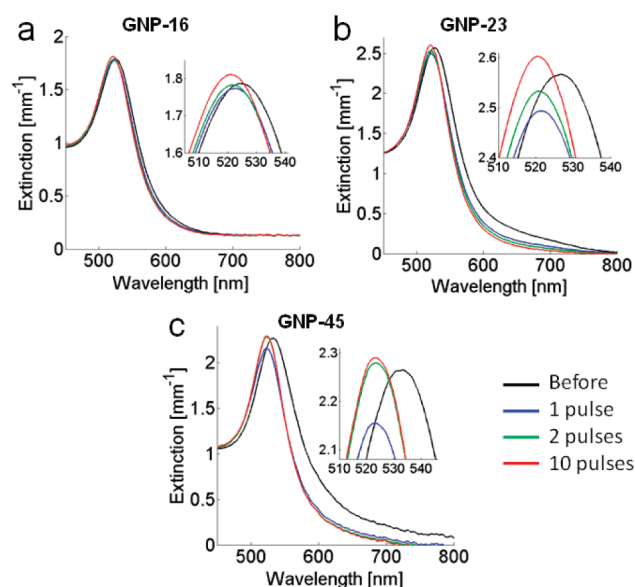 a
GNP-16
Extinction [mm⁻¹]
2
1.5
1
0.5
0
500 600 700 800
Wavelength [nm]
1.8
1.7
1.6
510 520 530 540
b
GNP-23
Extinction [mm⁻¹]
2.5
2
1.5
1
0.5
0
500 600 700 800
Wavelength [nm]
2.6
2.5
2.4
510 520 530 540
c
GNP-45
Extinction [mm⁻¹]
2
1.5
1
0.5
0
500 600 700 800
Wavelength [nm]
2.3
2.2
2.1
510 520 530 540
Before
1 pulse
2 pulses
10 pulses